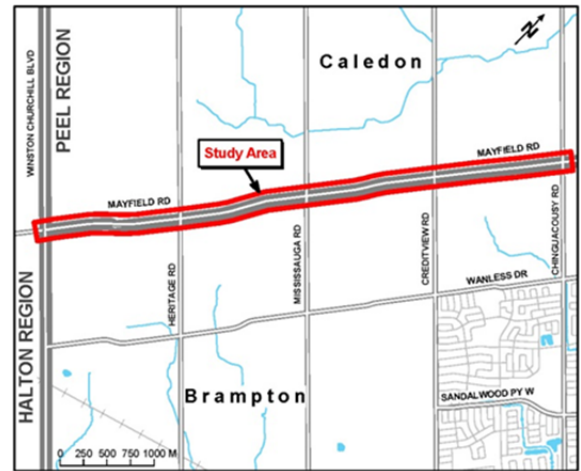 N
Caledon
WINSTON CHURCHILL BLVD
PEEL REGION
Study Area
MAYFIELD RD
MAYFIELD RD
HERITAGE RD
MISSISSAUGA RD
CREDITVIEW RD
CHINGUACOUSY RD
WANLESS DR
HALTON REGION
Brampton
SANDALWOOD PY W
0 250 500 750 1000 M